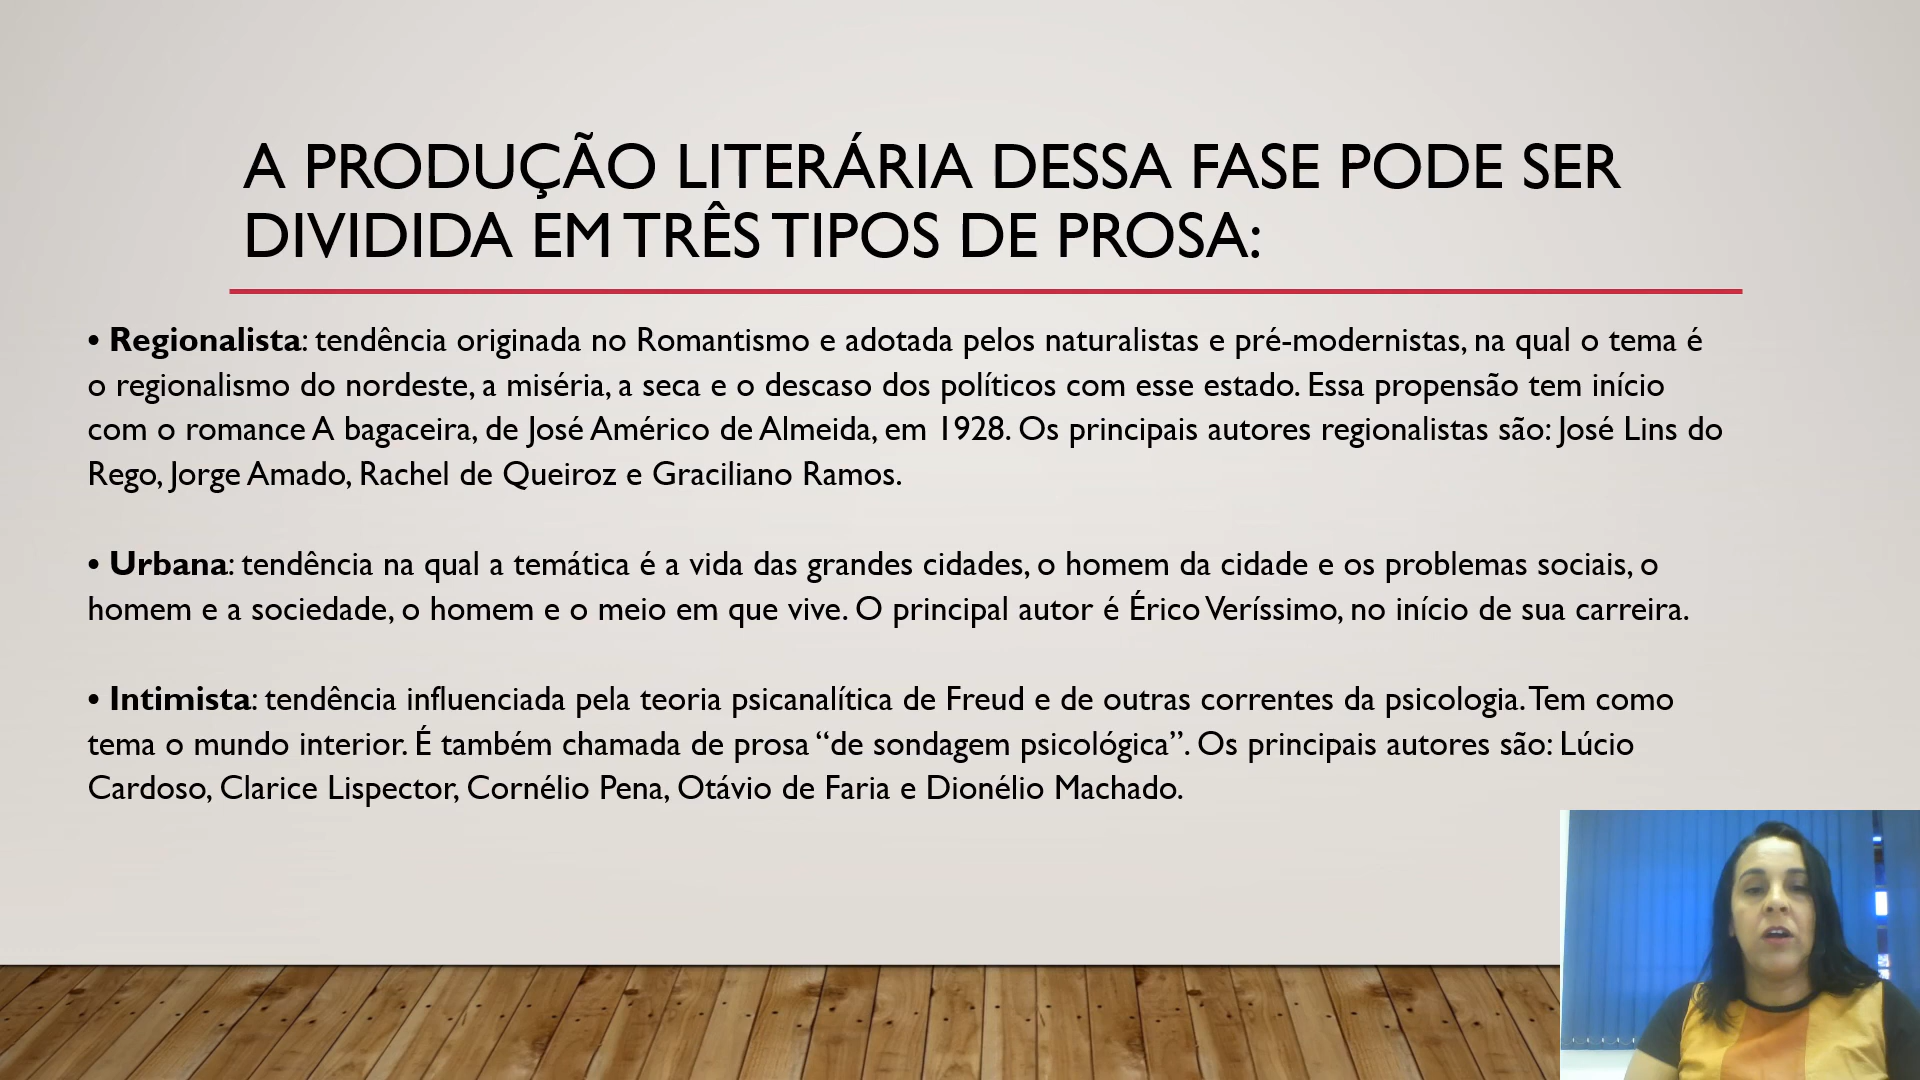 A PRODUÇÃO LITERÁRIA DESSA FASE PODE SER
DIVIDIDA EM TRÊS TIPOS DE PROSA:
• Regionalista: tendência originada no Romantismo e adotada pelos naturalistas e pré-modernistas, na qual o tema é
o regionalismo do nordeste, a miséria, a seca e o descaso dos políticos com esse estado. Essa propensão tem início
com o romance A bagaceira, de José Américo de Almeida, em 1928. Os principais autores regionalistas são: José Lins do
Rego, Jorge Amado, Rachel de Queiroz e Graciliano Ramos.
• Urbana: tendência na qual a temática é a vida das grandes cidades, o homem da cidade e os problemas sociais, o
homem e a sociedade, o homem e o meio em que vive. O principal autor é Érico Veríssimo, no início de sua carreira.
• Intimista: tendência influenciada pela teoria psicanalítica de Freud e de outras correntes da psicologia. Tem como
tema o mundo interior. É também chamada de prosa “de sondagem psicológica”. Os principais autores são: Lúcio
Cardoso, Clarice Lispector, Cornélio Pena, Otávio de Faria e Dionélio Machado.